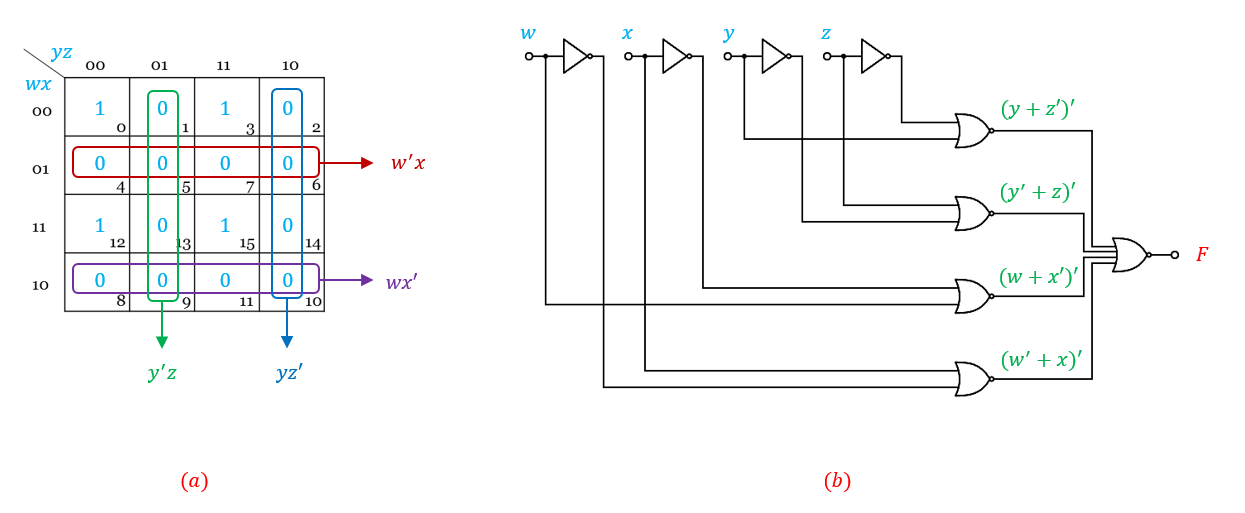 yz
wx
00 01 11 10
00 1 0 0 1 1 3 0 2
01 0 4 0 5 0 7 0 6 w′x
11 1 12 0 13 1 15 0 14
10 0 8 0 9 0 11 0 10 wx′
y′z yz′
(a)
w x y z
(y + z′)′
(y′ + z)′
F
(w + x′)′
(w′ + x)′
(b)